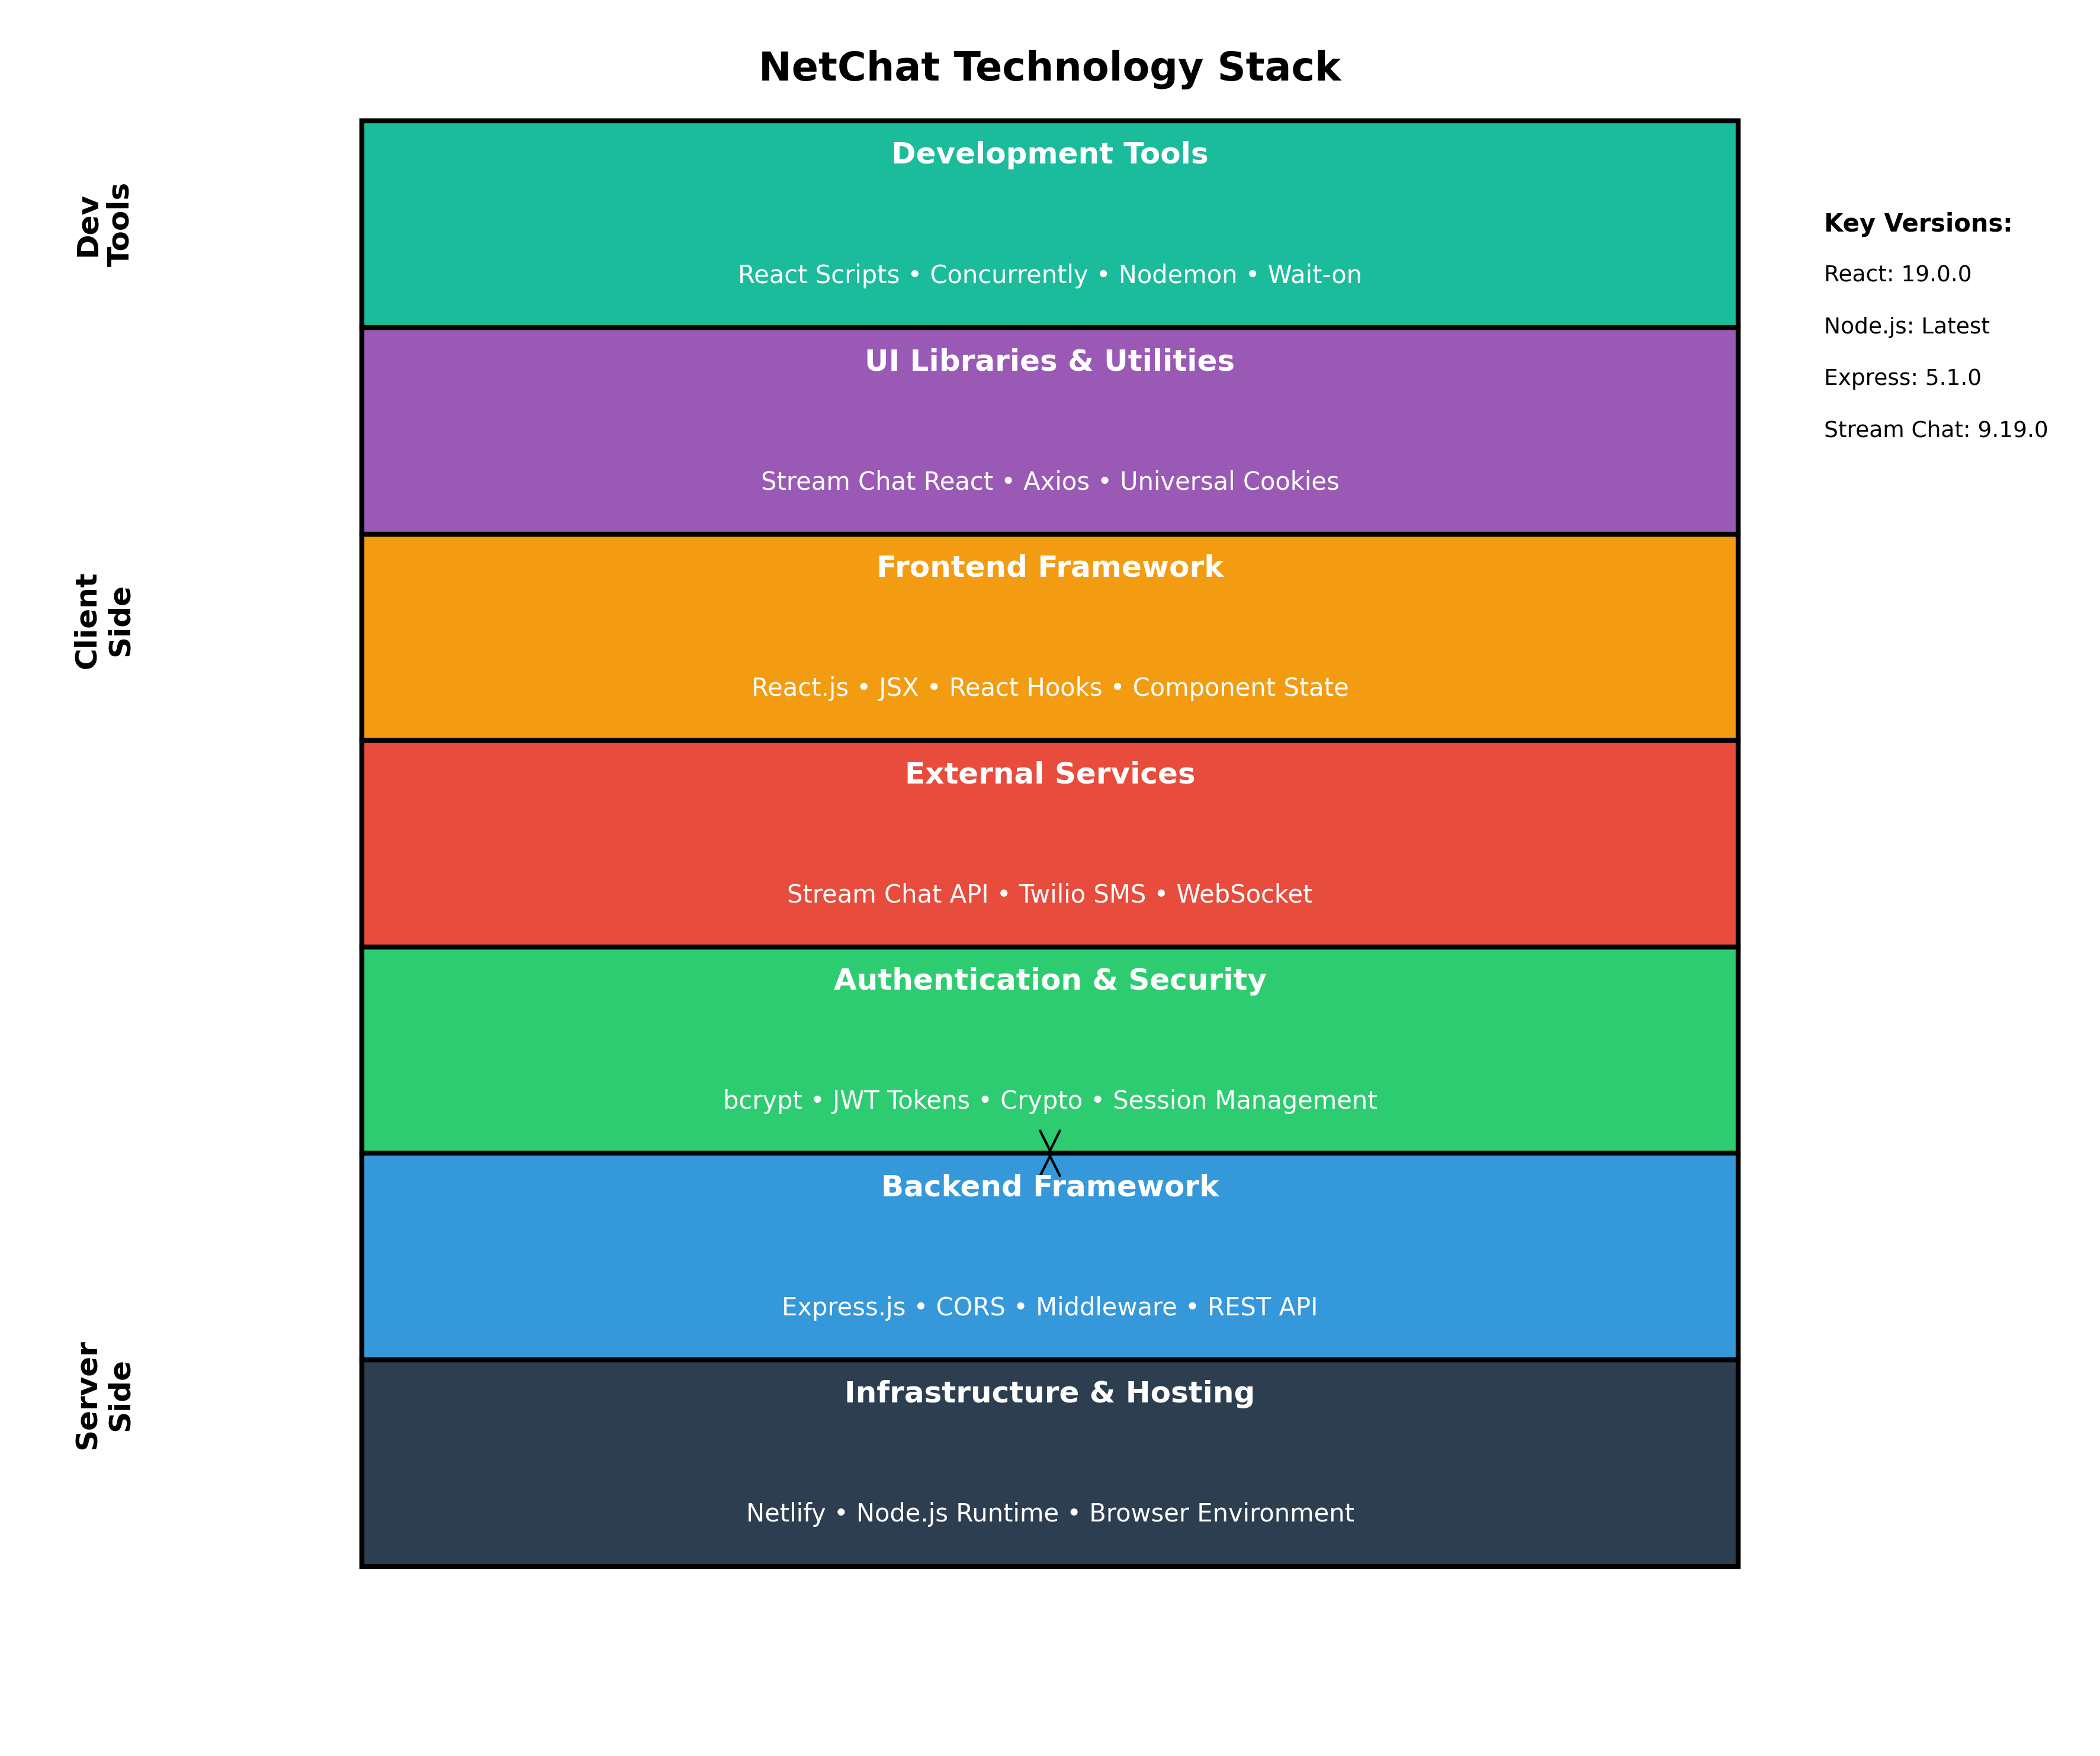 NetChat Technology Stack
Dev
Tools
Development Tools
React Scripts • Concurrently • Nodemon • Wait-on
Key Versions:
React: 19.0.0
Node.js: Latest
Express: 5.1.0
Stream Chat: 9.19.0
UI Libraries & Utilities
Stream Chat React • Axios • Universal Cookies
Client
Side
Frontend Framework
React.js • JSX • React Hooks • Component State
External Services
Stream Chat API • Twilio SMS • WebSocket
Authentication & Security
bcrypt • JWT Tokens • Crypto • Session Management
Backend Framework
Express.js • CORS • Middleware • REST API
Server
Side
Infrastructure & Hosting
Netlify • Node.js Runtime • Browser Environment